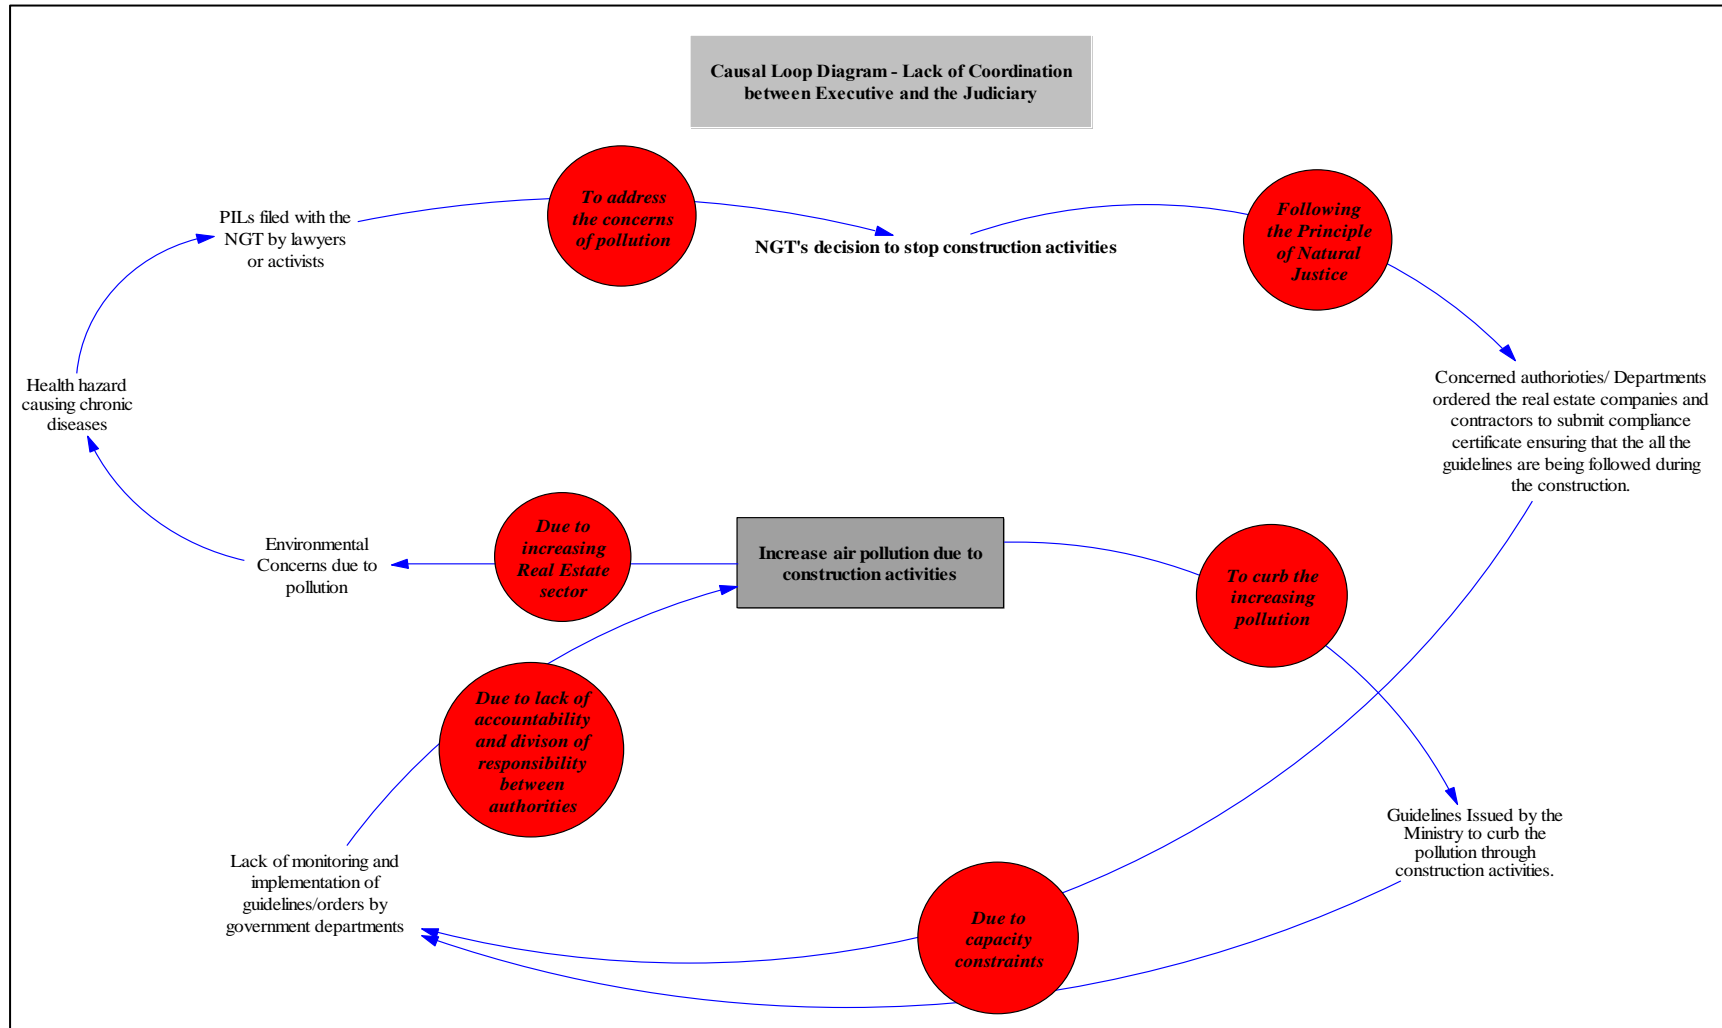 Causal Loop Diagram - Lack of Coordination
between Executive and the Judiciary
To address
the concerns
of pollution
PILs filed with the
NGT by lawyers
or activists
NGT's decision to stop construction activities
Following
the Principle
of Natural
Justice
Health hazard
causing chronic
diseases
Concerned authorioties/ Departments
ordered the real estate companies and
contractors to submit compliance
certificate ensuring that the all the
guidelines are being followed during
the construction.
Environmental
Concerns due to
pollution
Due to
increasing
Real Estate
sector
Increase air pollution due to
construction activities
To curb the
increasing
pollution
Due to lack of
accountability
and divison of
responsibility
between
authorities
Guidelines Issued by the
Ministry to curb the
pollution through
construction activities.
Lack of monitoring and
implementation of
guidelines/orders by
government departments
Due to
capacity
constraints